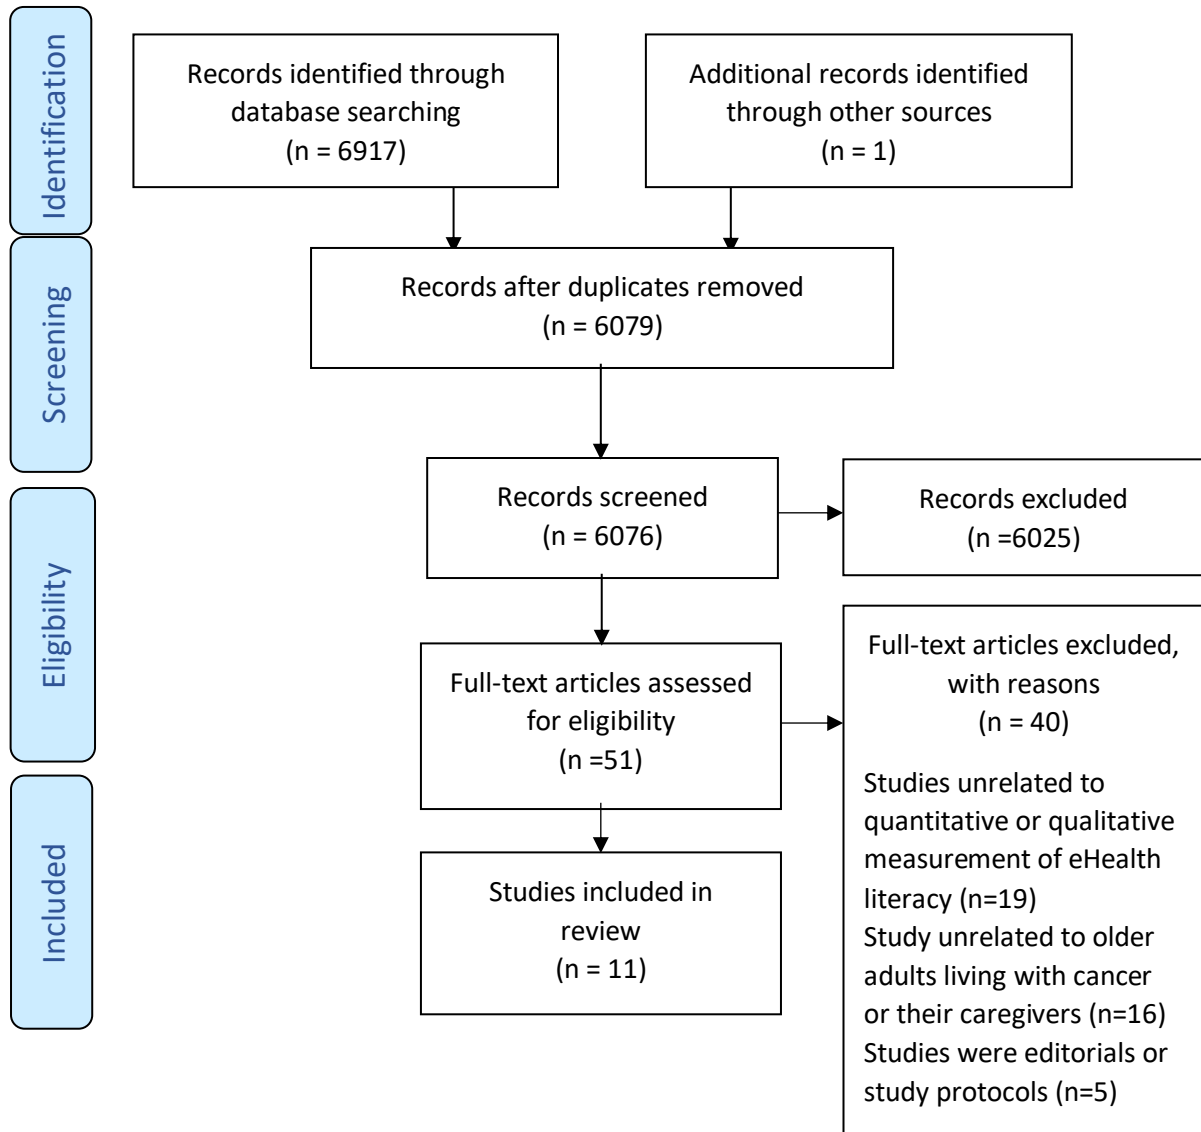 Identification
Records identified through
database searching
(n = 6917)
Additional records identified
through other sources
(n = 1)
Screening
Records after duplicates removed
(n = 6079)
Records screened
(n = 6076)
Records excluded
(n =6025)
Eligibility
Full-text articles assessed
for eligibility
(n =51)
Full-text articles excluded,
with reasons
(n = 40)
Studies unrelated to
quantitative or qualitative
measurement of eHealth
literacy (n=19)
Study unrelated to older
adults living with cancer
or their caregivers (n=16)
Studies were editorials or
study protocols (n=5)
Included
Studies included in
review
(n = 11)